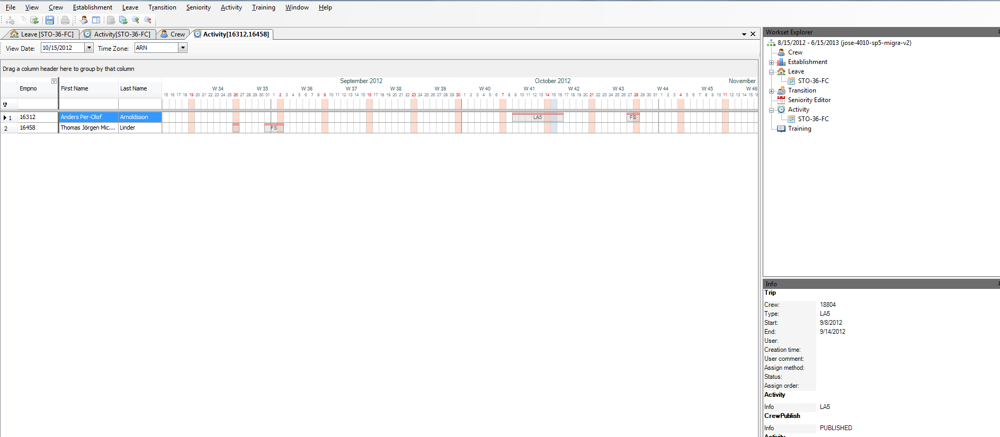 File View Crew Establishment Leave Transition Seniority Activity Training Window Help
Leave [STO-36-FC] Activity[STO-36-FC] Crew Activity[16312,16458]
View Date: 10/15/2012 Time Zone: ARN
Drag a column header here to group by that column
Empno First Name Last Name
September 2012 October 2012 November
W 34 W 35 W 36 W 37 W 38 W 39 W 40 W 41 W 42 W 43 W 44 W 45 W 46
15 16 17 18 19 20 21 22 23 24 25 26 27 28 29 30 31 1 2 3 4 5 6 7 8 9 10 11 12 13 14 15 16 17 18 19 20 21 22 23 24 25 26 27 28 29 30 1 2 3 4 5 6 7 8 9 10 11 12 13 14 15 16 17 18 19 20 21 22 23 24 25 26 27 28 29 30 31 1 2 3 4 5 6 7 8 9 10 11 12 13 14 15
1 16312 Anders Per-Olof Arnoldsson LA5 FS
2 16458 Thomas Jörgen Mic... Linder FS
Workset Explorer
8/15/2012 - 6/15/2013 (jose-4010-sp5-migra-v2)
Crew
Establishment
Leave
STO-36-FC
Transition
Seniority Editor
Activity
STO-36-FC
Training
Info
Trip
Crew: 18804
Type: LA5
Start: 9/8/2012
End: 9/14/2012
User:
Creation time:
User comment:
Assign method:
Status:
Assign order:
Activity
Info LA5
CrewPublish
Info PUBLISHED
Activity